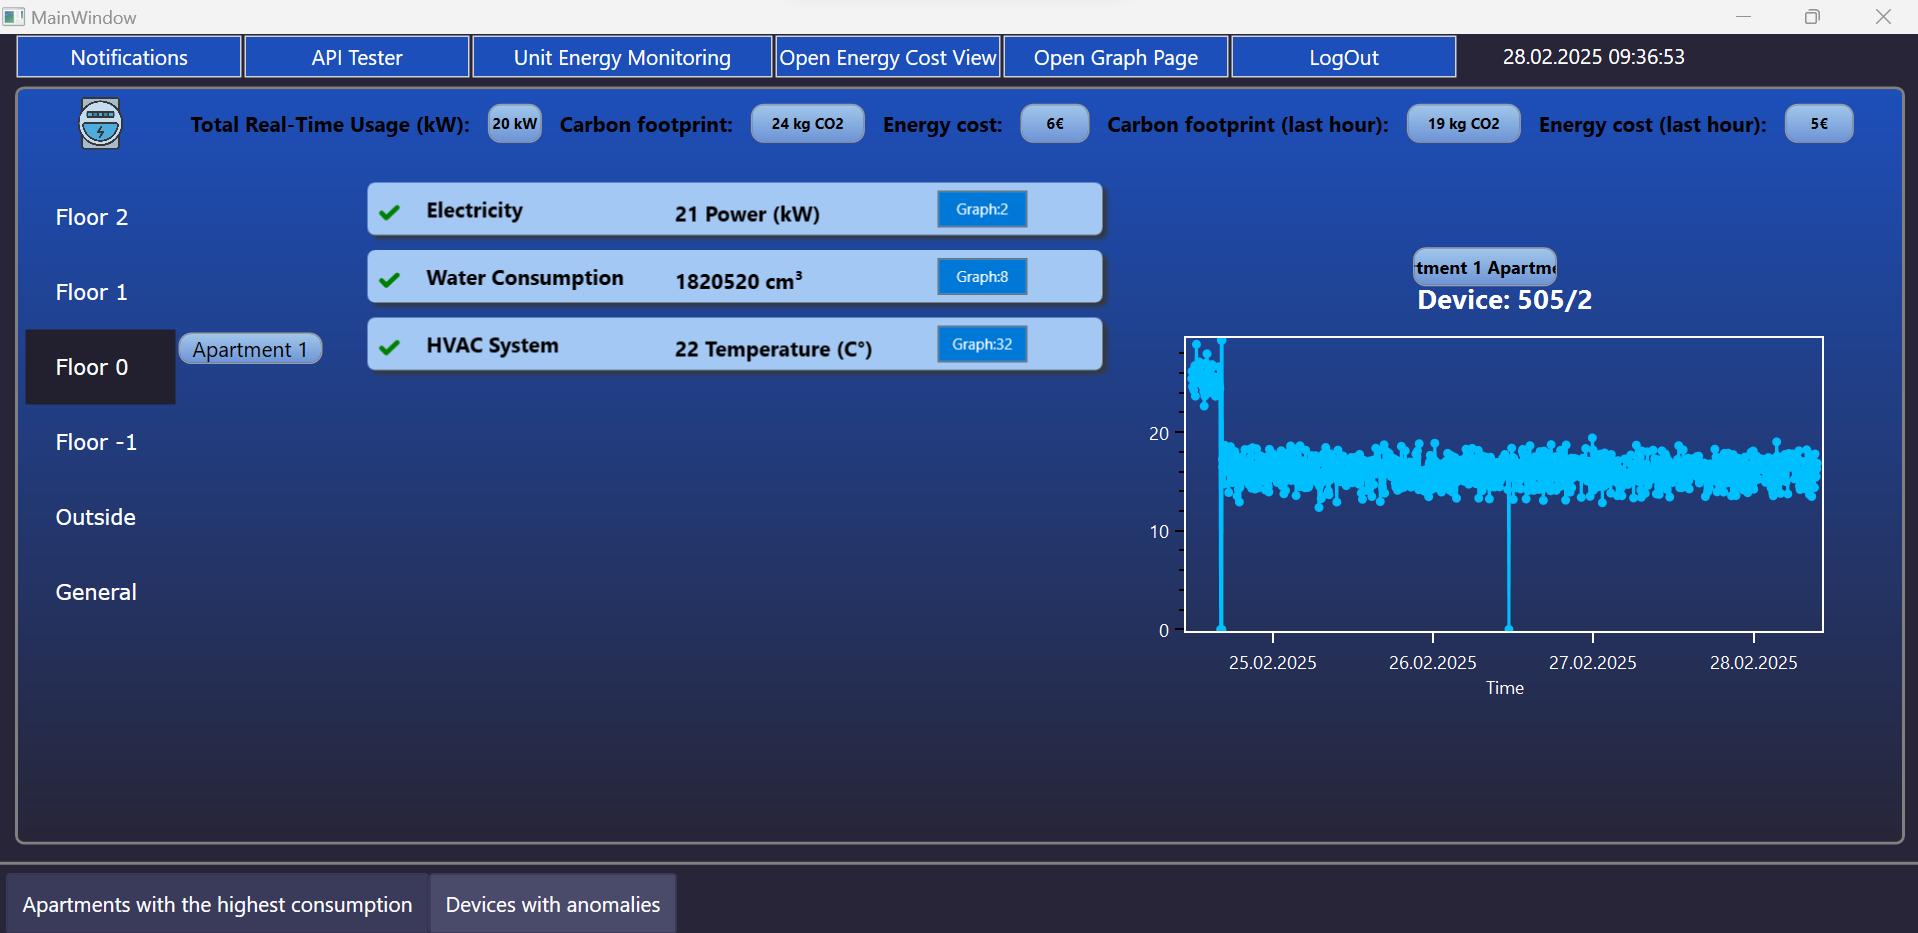 MainWindow
Notifications API Tester Unit Energy Monitoring Open Energy Cost View Open Graph Page LogOut 28.02.2025 09:36:53
Total Real-Time Usage (kW): 20 kW Carbon footprint: 24 kg CO2 Energy cost: 6€ Carbon footprint (last hour): 19 kg CO2 Energy cost (last hour): 5€
Floor 2
Floor 1
Floor 0
Floor -1
Outside
General
Apartment 1
Electricity 21 Power (kW) Graph:2
Water Consumption 1820520 cm³ Graph:8
HVAC System 22 Temperature (C°) Graph:32
tment 1 Apartm
Device: 505/2
20
10
0
25.02.2025 26.02.2025 27.02.2025 28.02.2025
Time
Apartments with the highest consumption Devices with anomalies